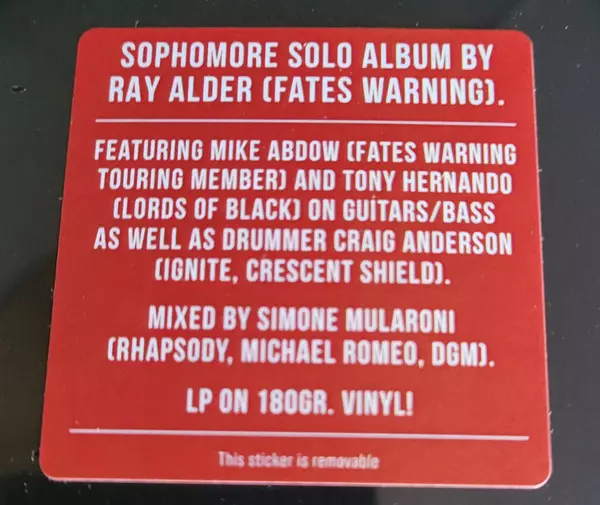 SOPHOMORE SOLO ALBUM BY
RAY ALDER (FATES WARNING).
FEATURING MIKE ABDOW (FATES WARNING
TOURING MEMBER) AND TONY HERNANDO
(LORDS OF BLACK) ON GUITARS/BASS
AS WELL AS DRUMMER CRAIG ANDERSON
(IGNITE, CRESCENT SHIELD).
MIXED BY SIMONE MULARONI
(RHAPSODY, MICHAEL ROMEO, DGM).
LP ON 180GR. VINYL!
This sticker is removable